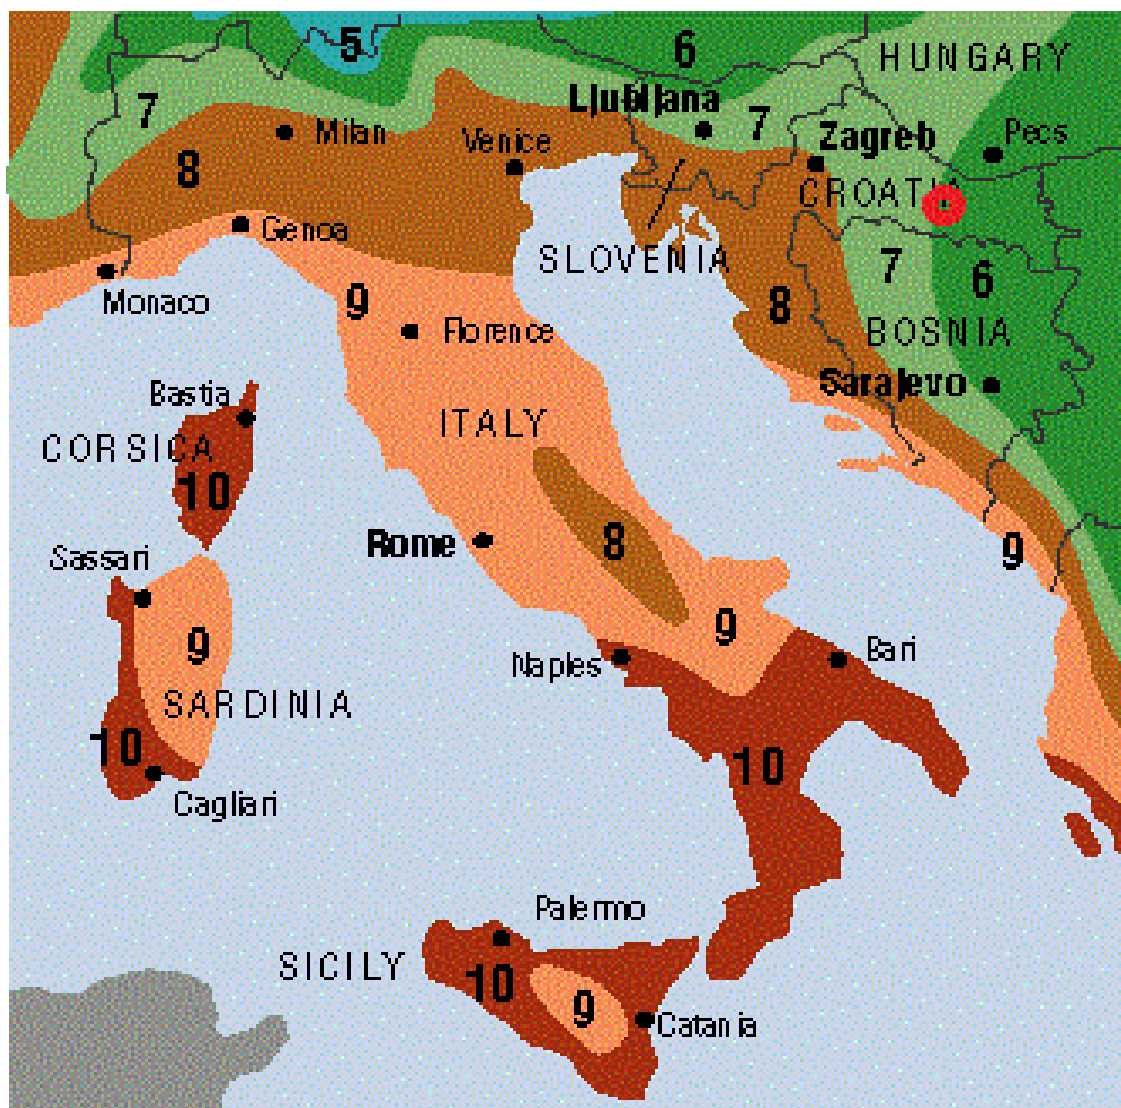 5
6
HUNGARY
7
Ljubljana
7
Milan
Venice
Zagreb
Pecs
8
CROATIA
Genoa
SLOVENIA
7
6
Monaco
9
8
Florence
BOSNIA
Bastia
Sarajevo
CORSICA
ITALY
10
Rome
8
9
Sassari
9
9
Naples
Bari
SARDINIA
10
10
Cagliari
Palermo
SICILY
10
9
Catania